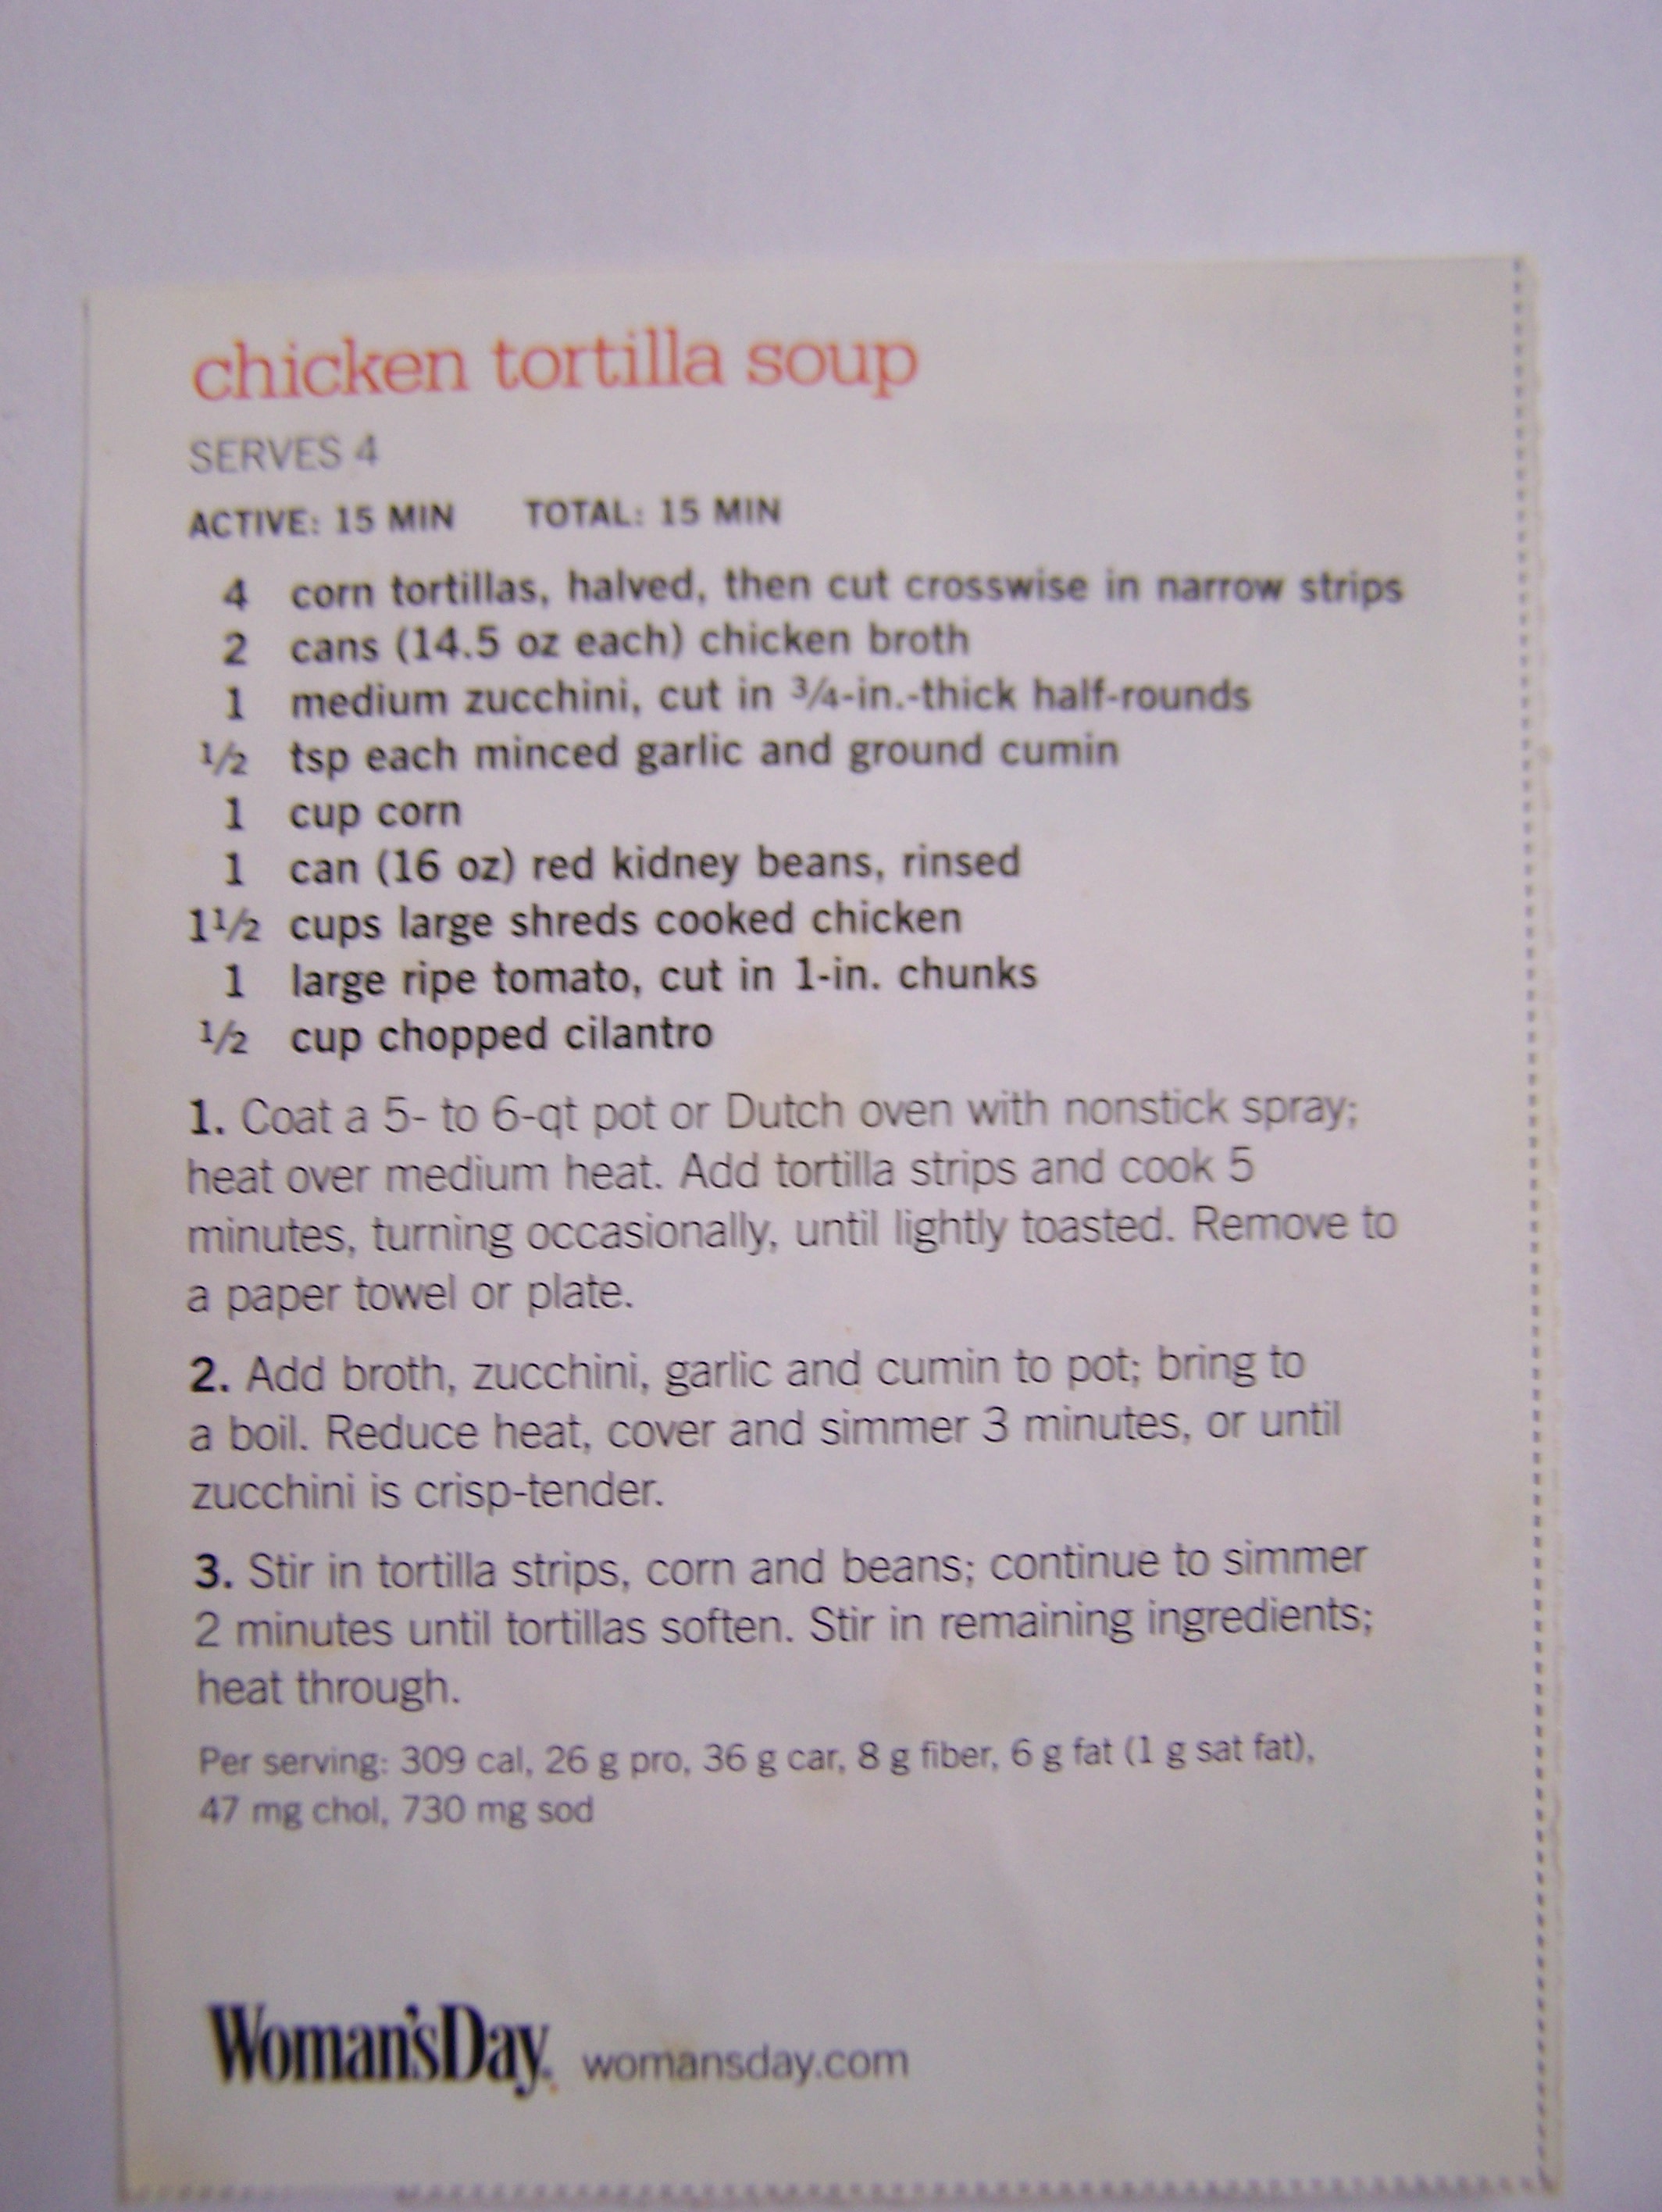 chicken tortilla soup
SERVES 4
ACTIVE: 15 MIN TOTAL: 15 MIN
4 corn tortillas, halved, then cut crosswise in narrow strips
2 cans (14.5 oz each) chicken broth
1 medium zucchini, cut in ¾-in.-thick half-rounds
½ tsp each minced garlic and ground cumin
1 cup corn
1 can (16 oz) red kidney beans, rinsed
1½ cups large shreds cooked chicken
1 large ripe tomato, cut in 1-in. chunks
½ cup chopped cilantro
1. Coat a 5- to 6-qt pot or Dutch oven with nonstick spray;
heat over medium heat. Add tortilla strips and cook 5
minutes, turning occasionally, until lightly toasted. Remove to
a paper towel or plate.
2. Add broth, zucchini, garlic and cumin to pot; bring to
a boil. Reduce heat, cover and simmer 3 minutes, or until
zucchini is crisp-tender.
3. Stir in tortilla strips, corn and beans; continue to simmer
2 minutes until tortillas soften. Stir in remaining ingredients;
heat through.
Per serving: 309 cal, 26 g pro, 36 g car, 8 g fiber, 6 g fat (1 g sat fat),
47 mg chol, 730 mg sod
Woman'sDay. womansday.com